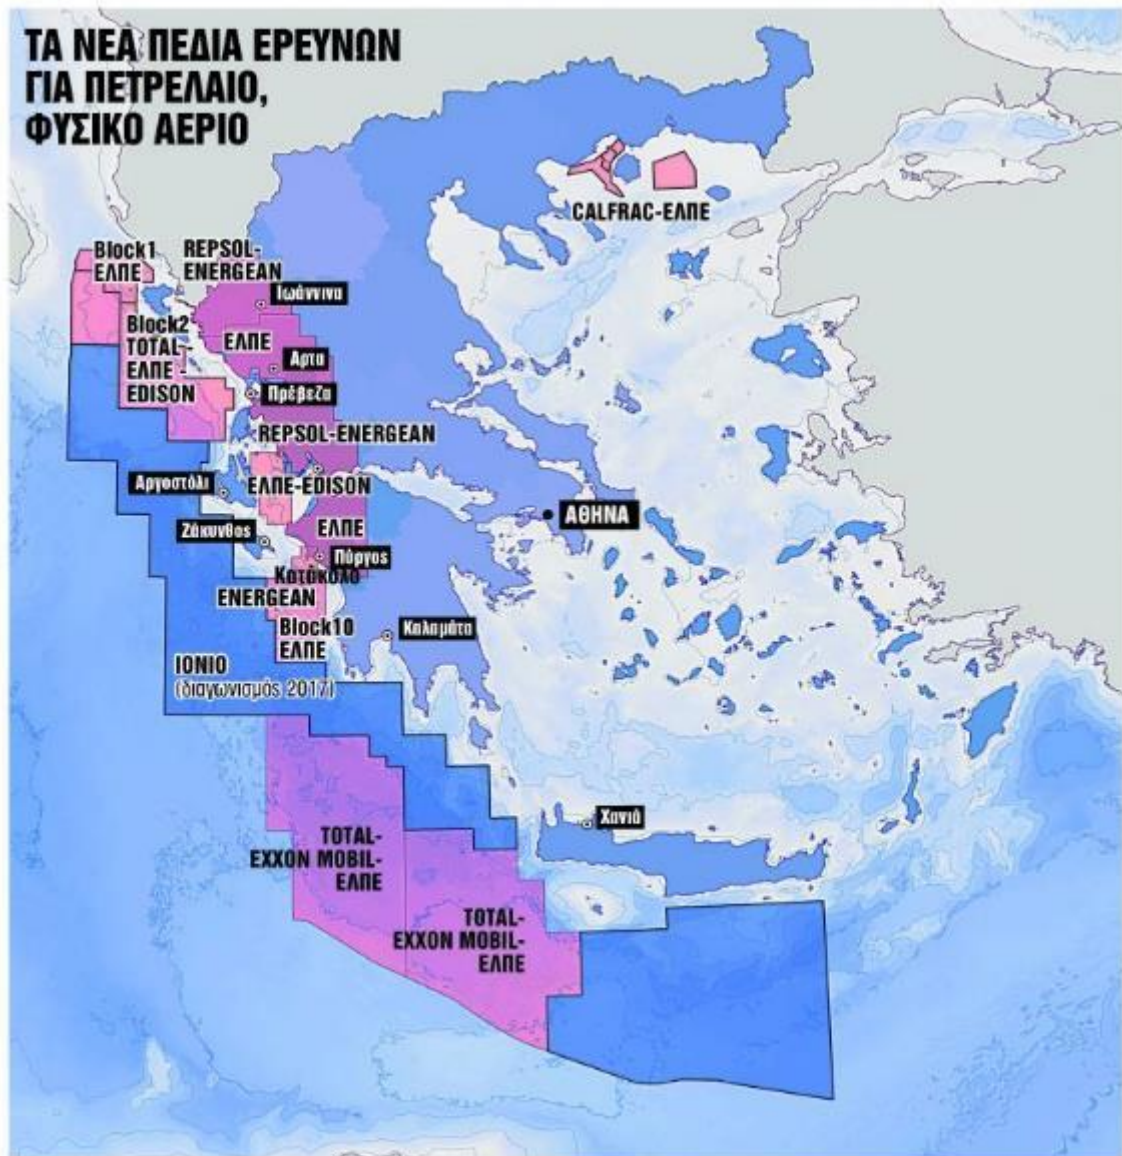 ΤΑ ΝΕΑ ΠΕΔΙΑ ΕΡΕΥΝΩΝ
ΓΙΑ ΠΕΤΡΕΛΑΙΟ,
ΦΥΣΙΚΟ ΑΕΡΙΟ
CALFRAC-ΕΛΠΕ
Block1
ΕΛΠΕ
REPSOL-
ENERGEAN
Ιωάννινα
Block2
TOTAL-
ΕΛΠΕ -
EDISON
ΕΛΠΕ
Αρτα
Πρέβεζα
REPSOL-ENERGEAN
Αργοστόλι
ΕΛΠΕ-EDISON
ΑΘΗΝΑ
Ζάκυνθος
ΕΛΠΕ
Πύργος
Κατάκολο
ENERGEAN
Block10
ΕΛΠΕ
Καλαμάτα
ΙΟΝΙΟ
(διαγωνισμός 2017)
Χανιά
TOTAL-
EXXON MOBIL-
ΕΛΠΕ
TOTAL-
EXXON MOBIL-
ΕΛΠΕ